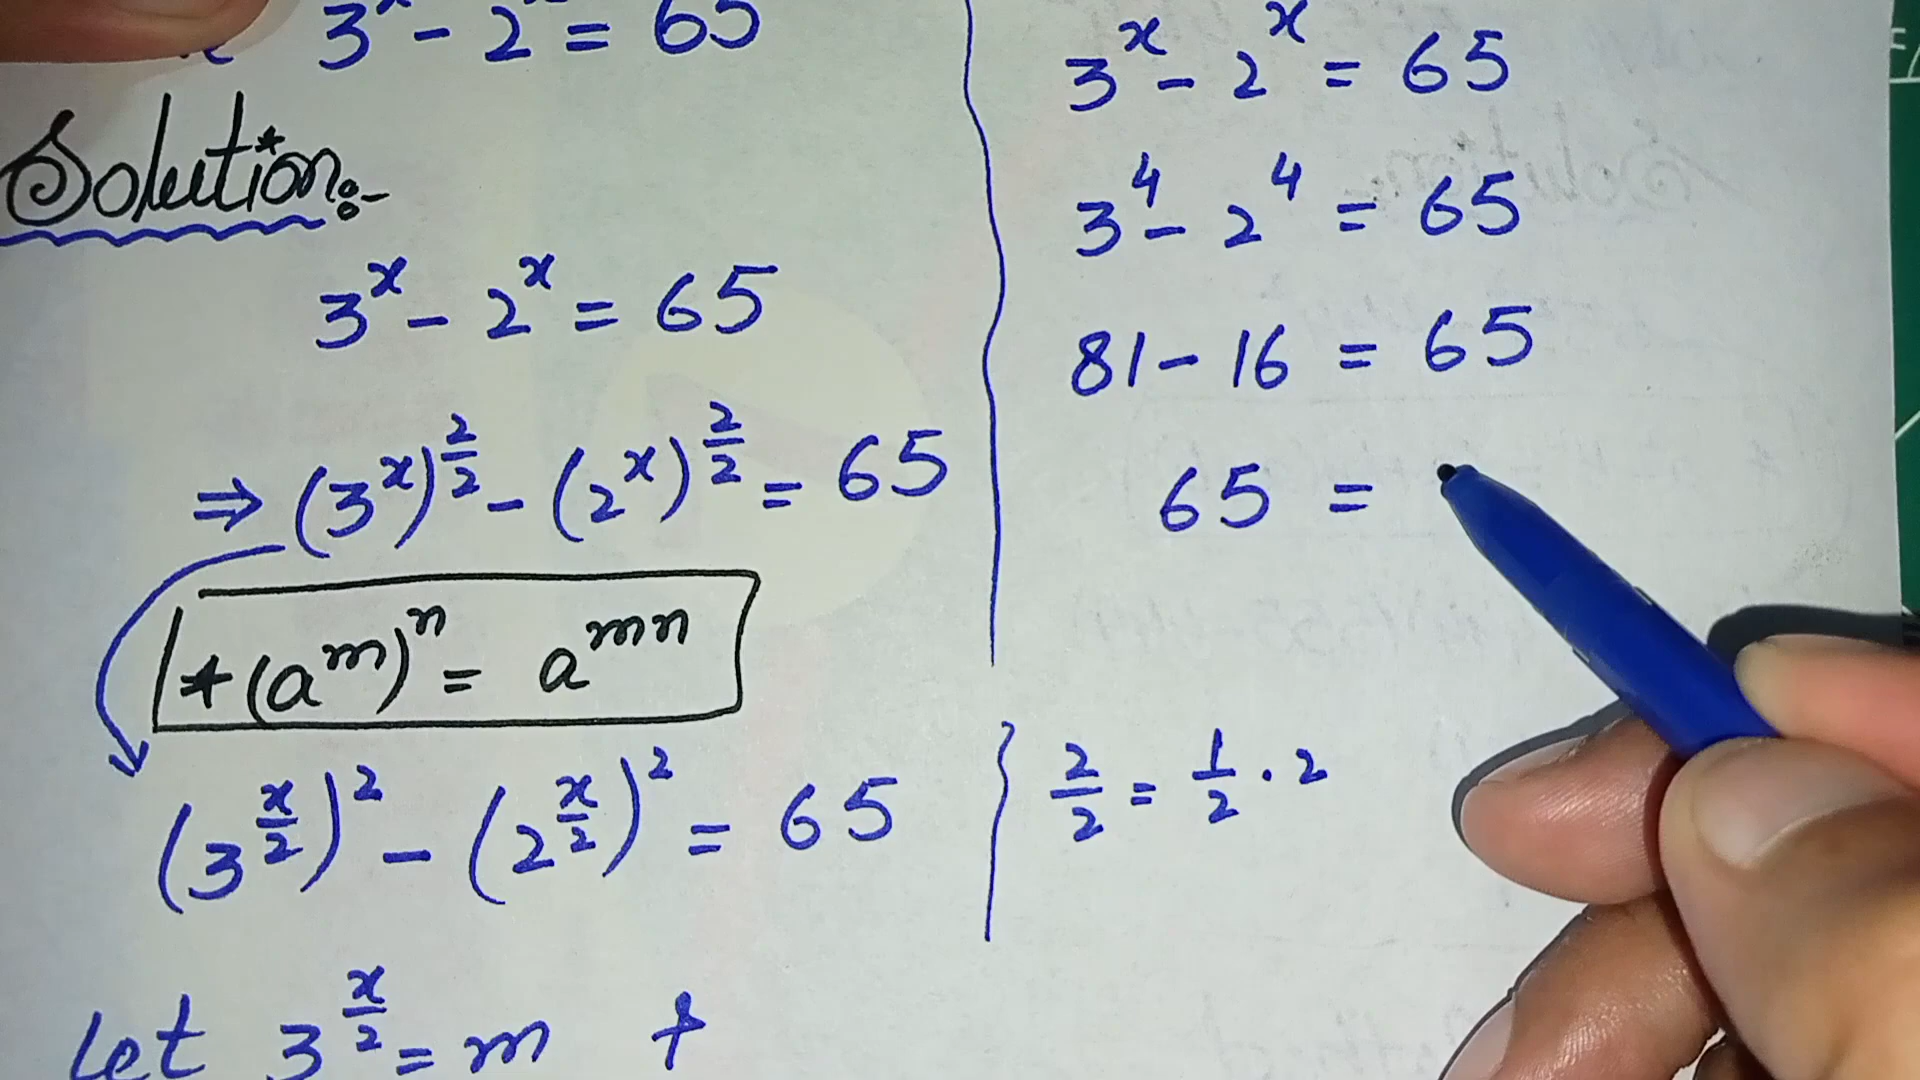 3^x - 2^x = 65
Solution:-
3^x - 2^x = 65
⇒ (3^x)^(2/2) - (2^x)^(2/2) = 65
* (a^m)^n = a^(mn)
(3^(x/2))^2 - (2^(x/2))^2 = 65
Let 3^(x/2) = m
3^x - 2^x = 65
3^4 - 2^4 = 65
81 - 16 = 65
65 =
2/2 = 1/2 · 2